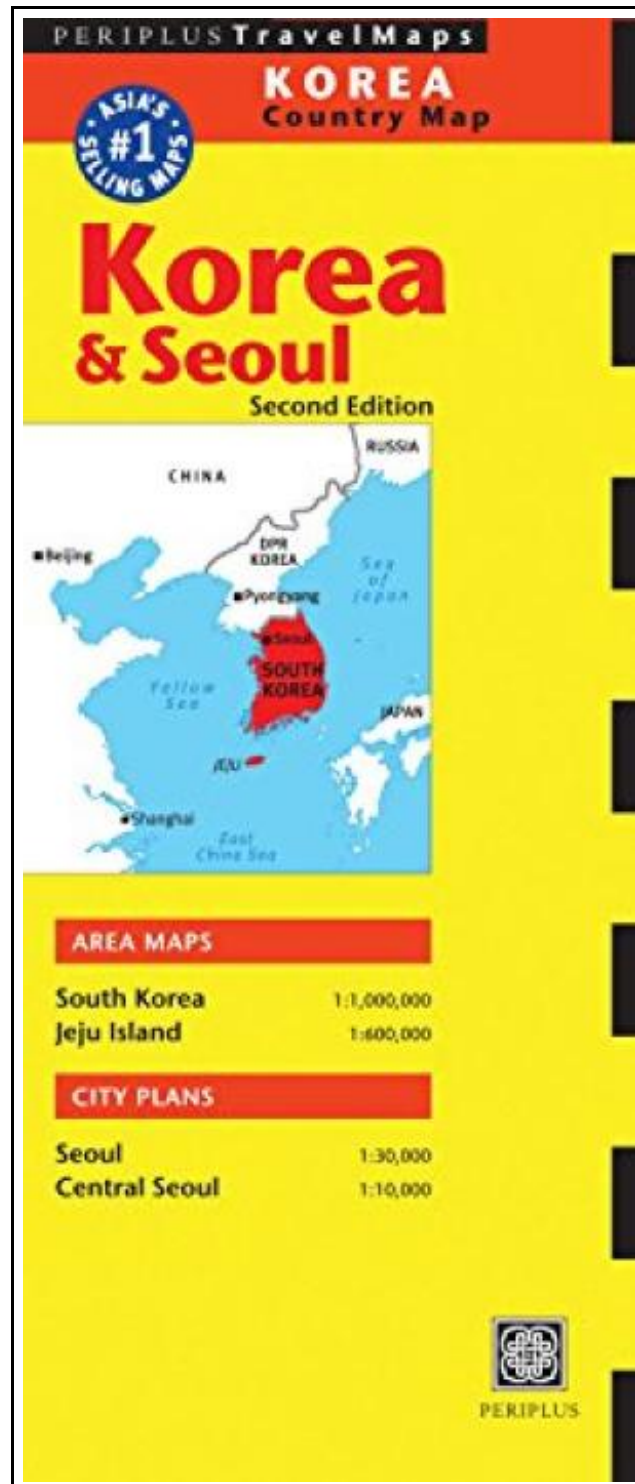 PERIPLUS TravelMaps
KOREA
Country Map
ASIA'S
#1
SELLING MAPS
Korea
& Seoul
Second Edition
RUSSIA
CHINA
DPR
KOREA
Beijing
Sea
of
Japan
Pyongyang
Seoul
SOUTH
KOREA
Yellow
Sea
JAPAN
JEJU
Shanghai
East
China Sea
AREA MAPS
South Korea 1:1,000,000
Jeju Island 1:600,000
CITY PLANS
Seoul 1:30,000
Central Seoul 1:10,000
PERIPLUS